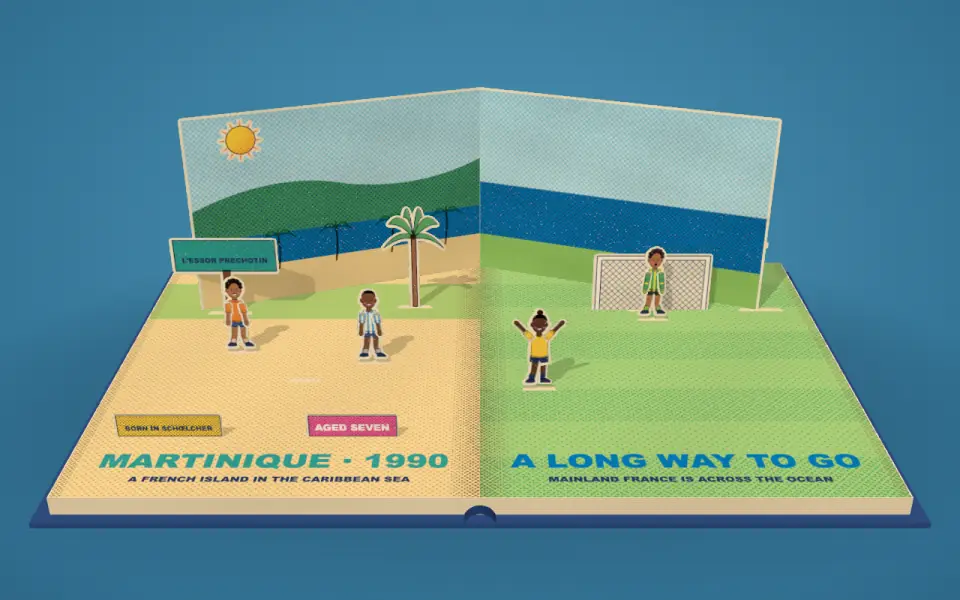 L'ESSOR PRÉCHOTIN
BORN IN SCHŒLCHER
AGED SEVEN
MARTINIQUE · 1990
A FRENCH ISLAND IN THE CARIBBEAN SEA
A LONG WAY TO GO
MAINLAND FRANCE IS ACROSS THE OCEAN